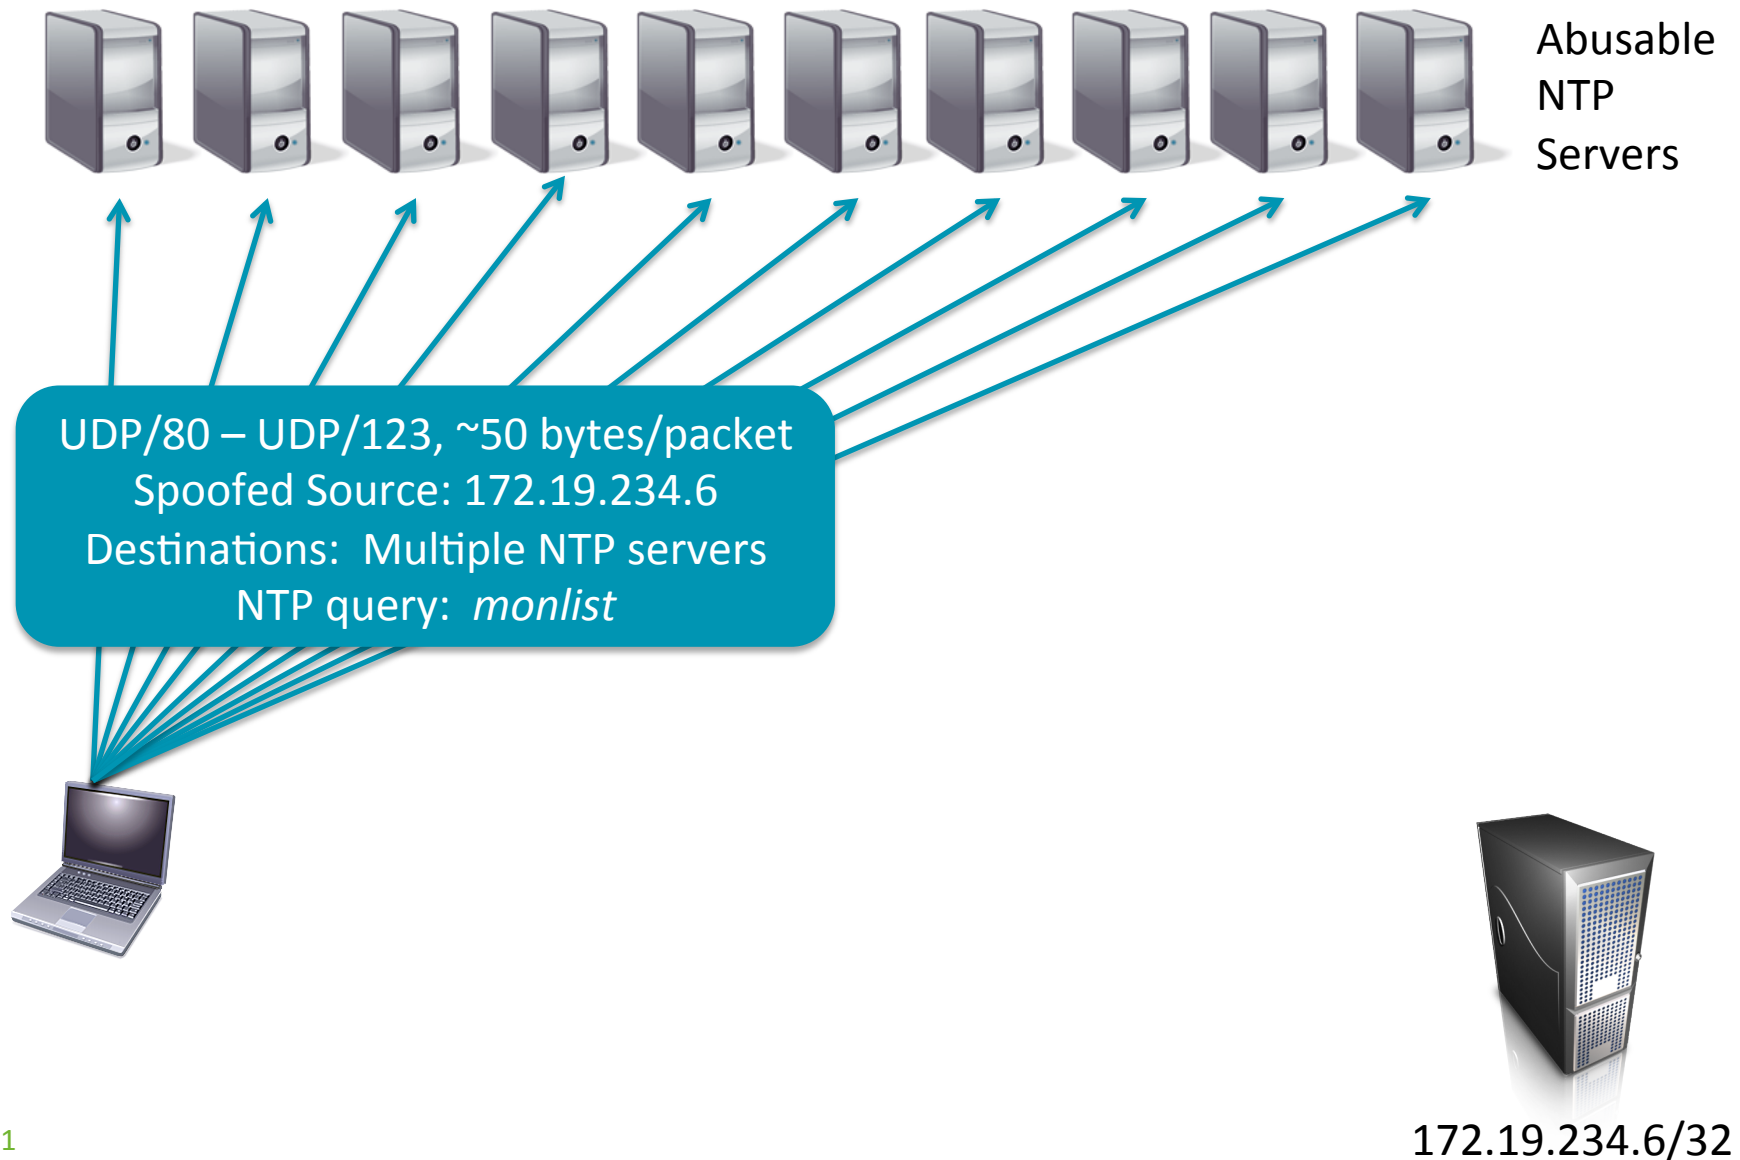 Abusable
NTP
Servers
UDP/80 – UDP/123, ~50 bytes/packet
Spoofed Source: 172.19.234.6
Destinations:  Multiple NTP servers
NTP query:  monlist
1
172.19.234.6/32